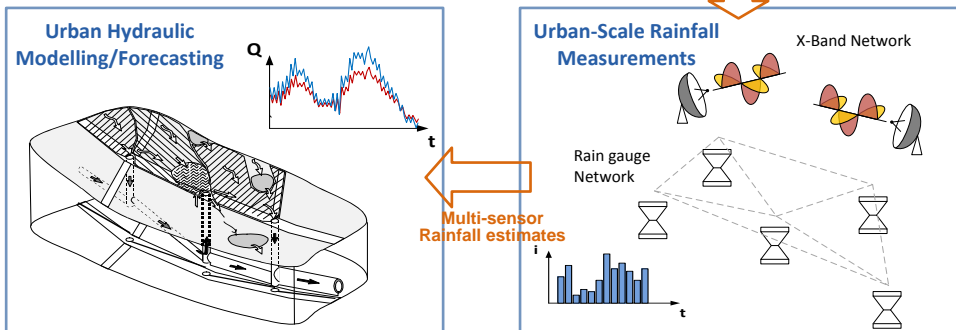 Urban Hydraulic
Modelling/Forecasting
Q
t
Multi-sensor
Rainfall estimates
Urban-Scale Rainfall
Measurements
X-Band Network
Rain gauge
Network
i
t